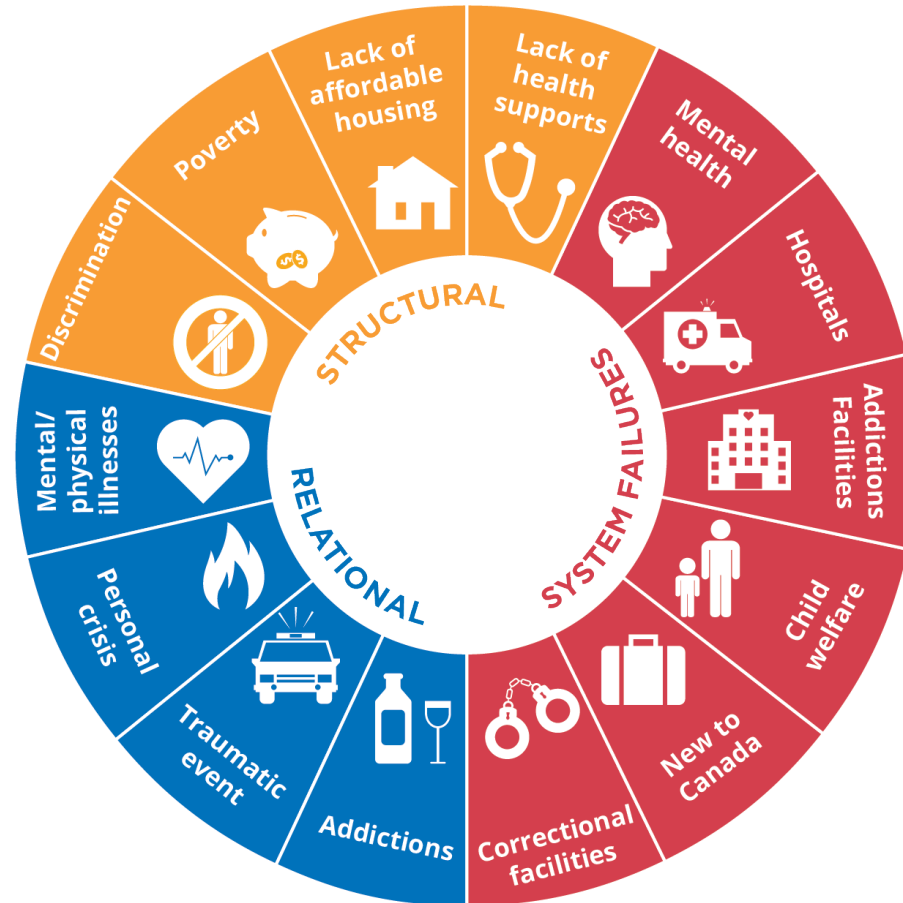 Lack of
affordable
housing
Lack of
health
supports
Mental
health
Hospitals
Addictions
Facilities
Child
welfare
New to
Canada
Correctional
facilities
Addictions
Traumatic
event
Personal
crisis
Mental/
physical
illnesses
Discrimination
Poverty
$ $
STRUCTURAL
SYSTEM FAILURES
RELATIONAL